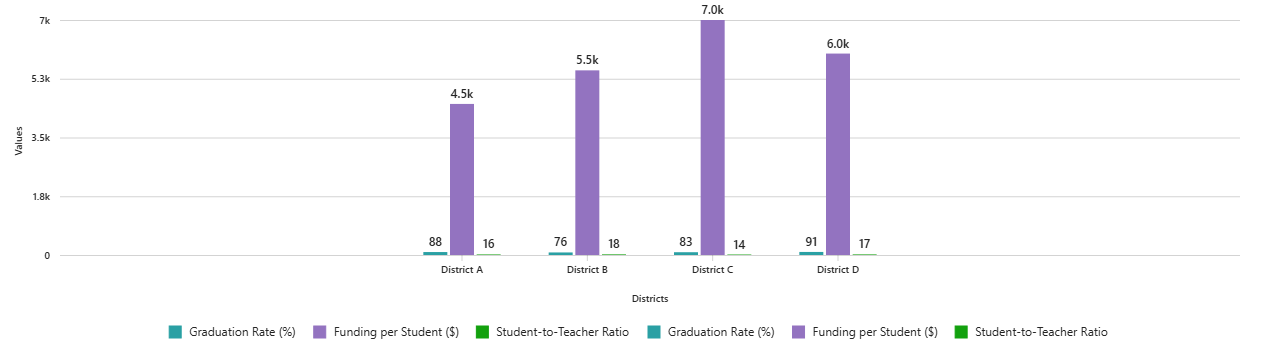 7.0k
7k
6.0k
5.5k
5.3k
4.5k
3.5k
Values
1.8k
88 16 76 18 83 14 91 17
0
District A District B District C District D
Districts
Graduation Rate (%) Funding per Student ($) Student-to-Teacher Ratio Graduation Rate (%) Funding per Student ($) Student-to-Teacher Ratio